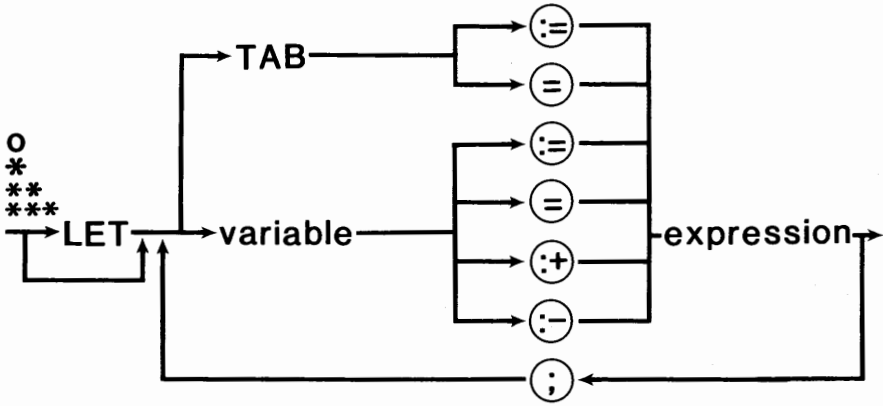 :=
TAB
=
o
*
**
***
:=
=
LET
variable
expression
:+
:-
;